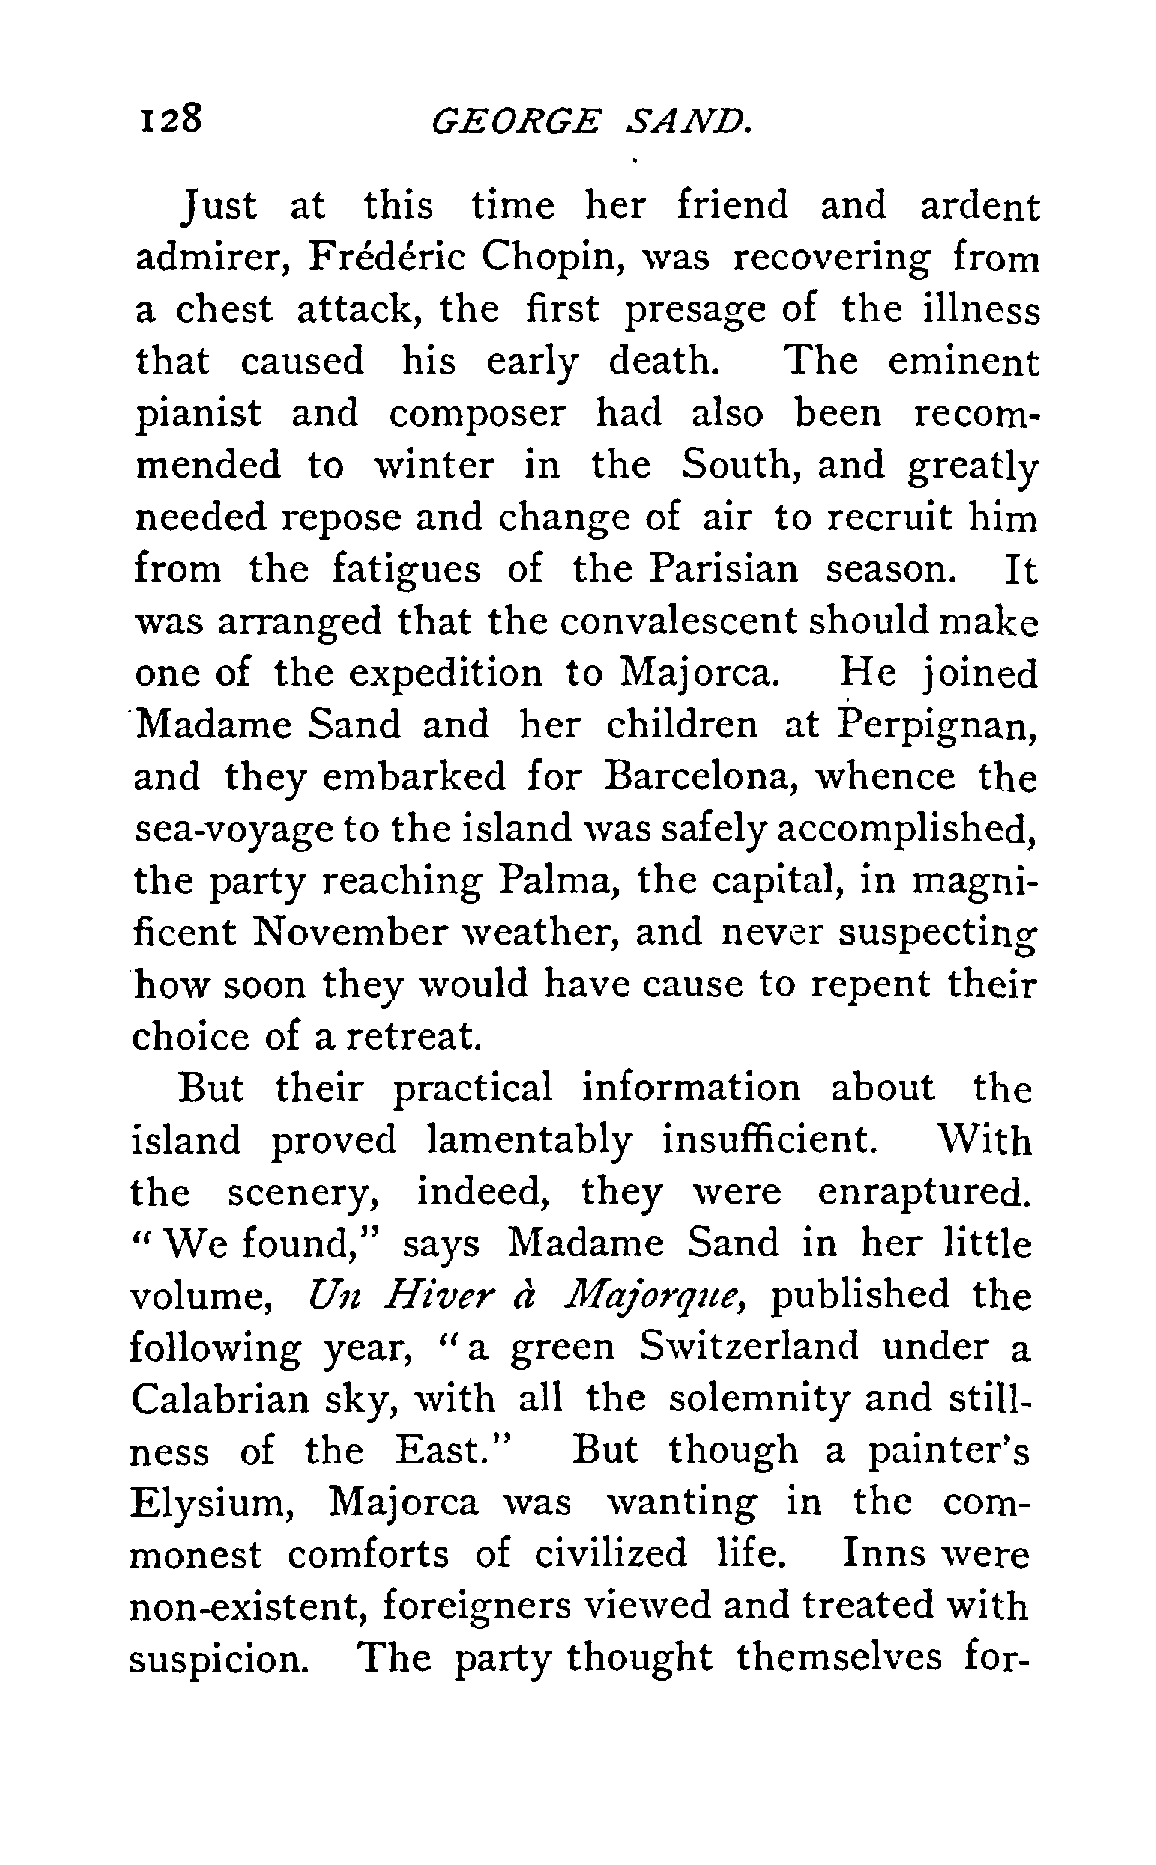 128 GEORGE SAND.
Just at this time her friend and ardent
admirer, Frédéric Chopin, was recovering from
a chest attack, the first presage of the illness
that caused his early death. The eminent
pianist and composer had also been recom-
mended to winter in the South, and greatly
needed repose and change of air to recruit him
from the fatigues of the Parisian season. It
was arranged that the convalescent should make
one of the expedition to Majorca. He joined
Madame Sand and her children at Perpignan,
and they embarked for Barcelona, whence the
sea-voyage to the island was safely accomplished,
the party reaching Palma, the capital, in magni-
ficent November weather, and never suspecting
how soon they would have cause to repent their
choice of a retreat.
But their practical information about the
island proved lamentably insufficient. With
the scenery, indeed, they were enraptured.
“We found,” says Madame Sand in her little
volume, Un Hiver à Majorque, published the
following year, “a green Switzerland under a
Calabrian sky, with all the solemnity and still-
ness of the East.” But though a painter's
Elysium, Majorca was wanting in the com-
monest comforts of civilized life. Inns were
non-existent, foreigners viewed and treated with
suspicion. The party thought themselves for-